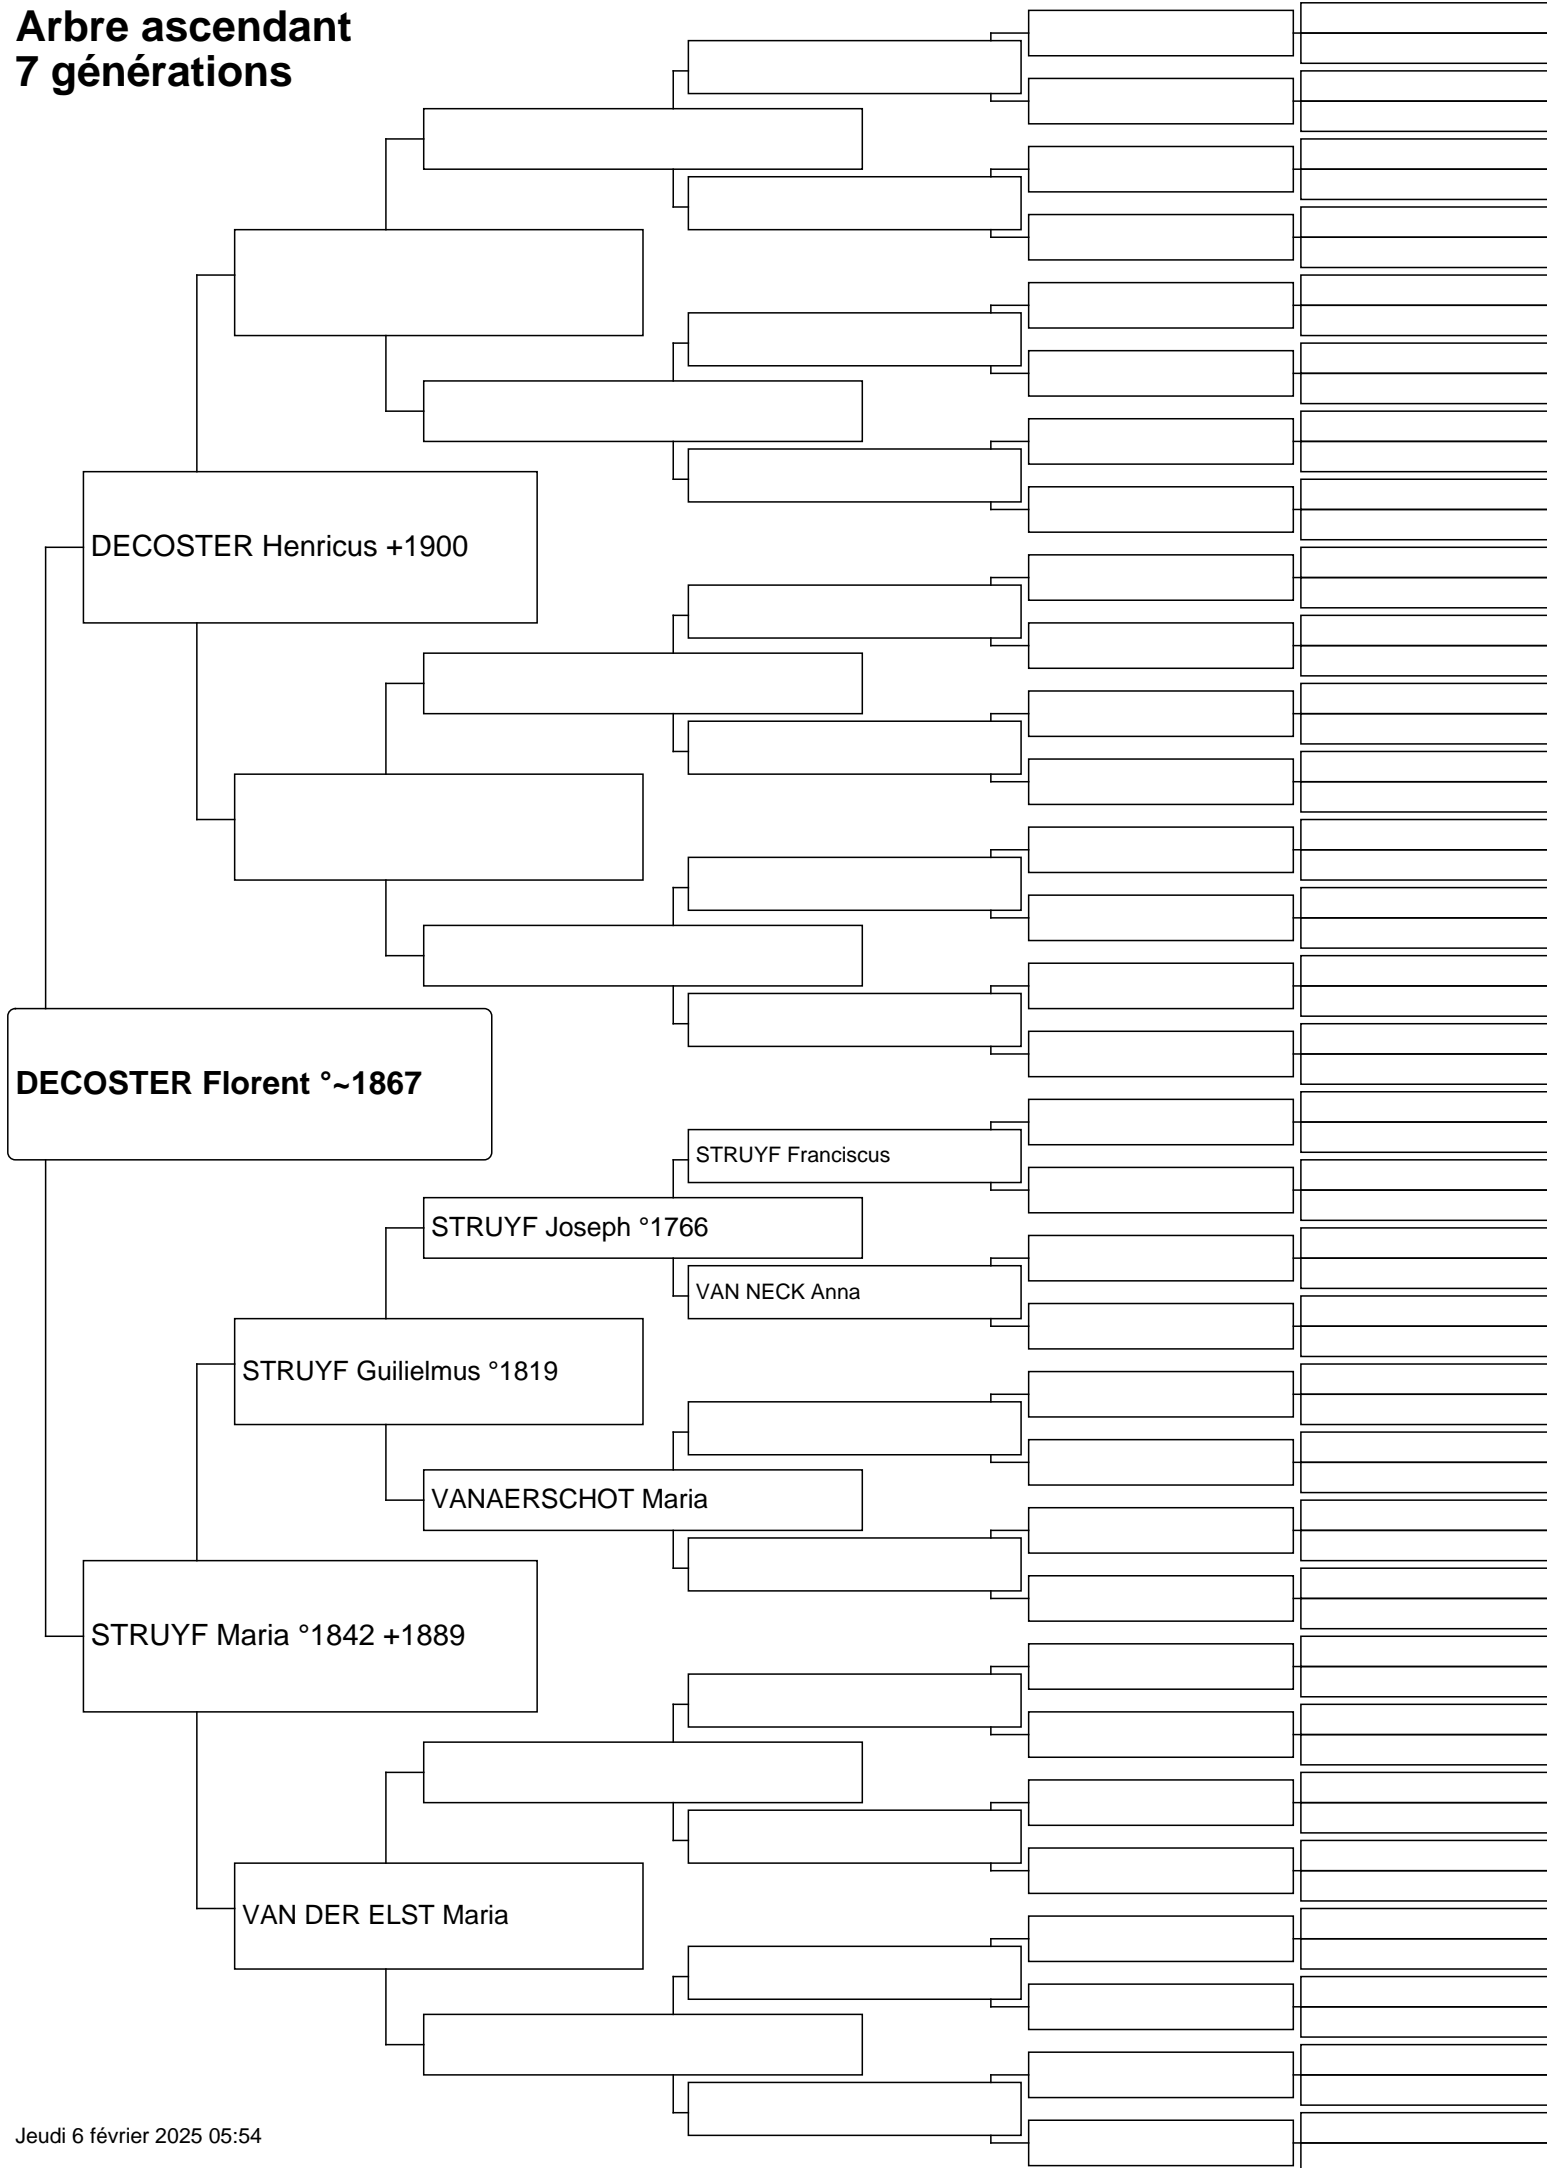 Arbre ascendant
7 générations
DECOSTER Henricus +1900
DECOSTER Florent °~1867
STRUYF Franciscus
STRUYF Joseph °1766
VAN NECK Anna
STRUYF Guilielmus °1819
VANAERSCHOT Maria
STRUYF Maria °1842 +1889
VAN DER ELST Maria
Jeudi 6 février 2025 05:54